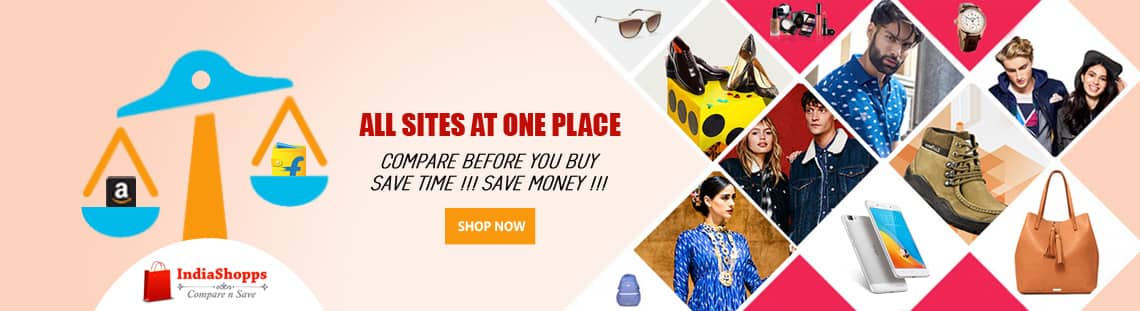 ALL SITES AT ONE PLACE
COMPARE BEFORE YOU BUY
SAVE TIME !!! SAVE MONEY !!!
SHOP NOW
a
f
IndiaShopps
Compare n Save